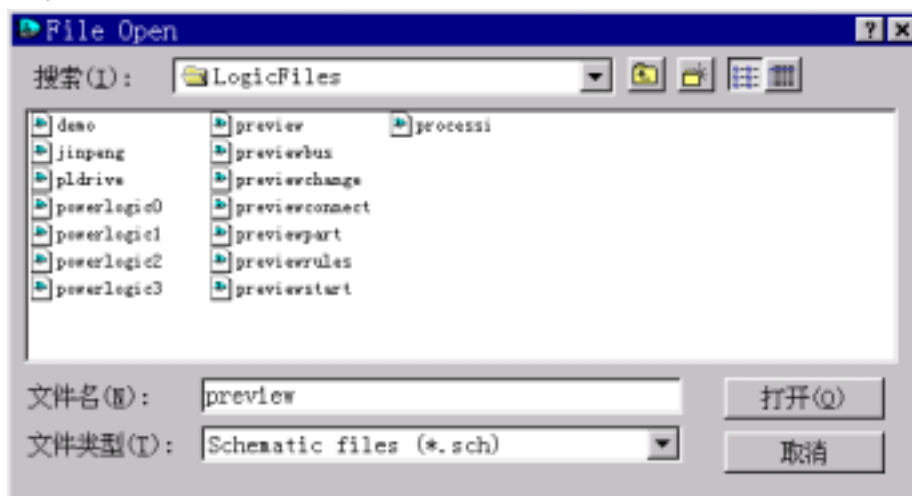 File Open
搜索(I): LogicFiles
demo preview processi
jinpeng previewbus
pldrive previewchange
powerlogic0 previewconnect
powerlogic1 previewpart
powerlogic2 previewrules
powerlogic3 previewstart
文件名(N): preview 打开(O)
文件类型(T): Schematic files (*.sch) 取消